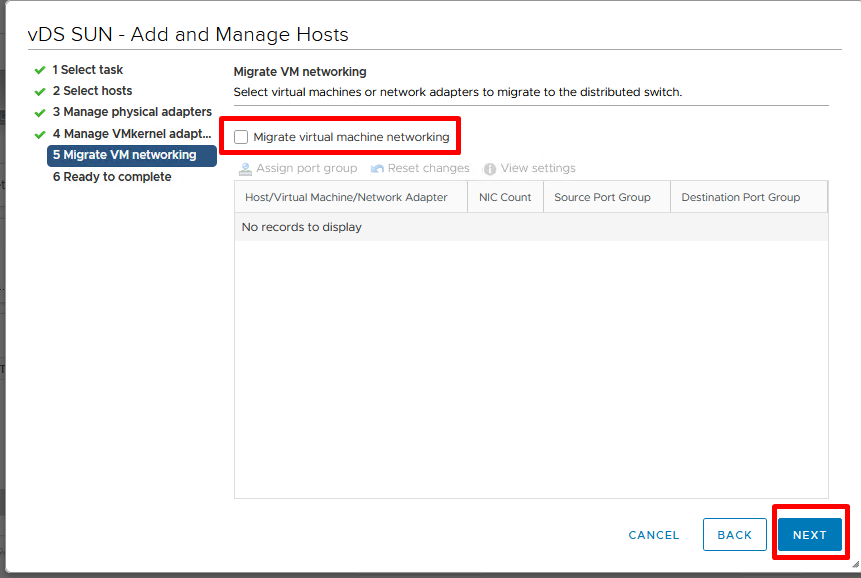 vDS SUN - Add and Manage Hosts
1 Select task
2 Select hosts
3 Manage physical adapters
4 Manage VMkernel adapt...
5 Migrate VM networking
6 Ready to complete
Migrate VM networking
Select virtual machines or network adapters to migrate to the distributed switch.
Migrate virtual machine networking
Assign port group Reset changes View settings
Host/Virtual Machine/Network Adapter NIC Count Source Port Group Destination Port Group
No records to display
CANCEL BACK NEXT